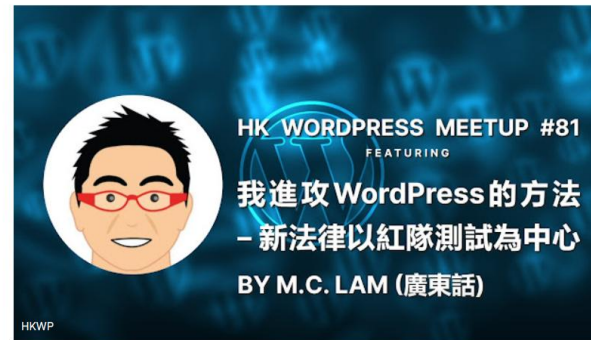 HK WORDPRESS MEETUP #81
FEATURING
我進攻WordPress的方法
– 新法律以紅隊測試為中心
BY M.C. LAM (廣東話)
HKWP